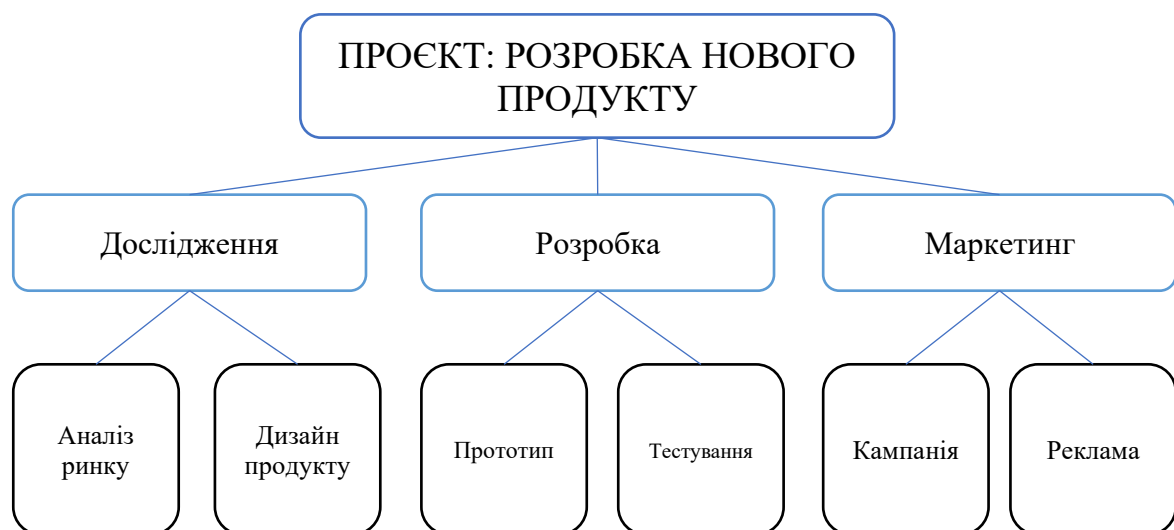 ПРОЄКТ: РОЗРОБКА НОВОГО
ПРОДУКТУ
Дослідження
Розробка
Маркетинг
Аналіз
ринку
Дизайн
продукту
Прототип
Тестування
Кампанія
Реклама